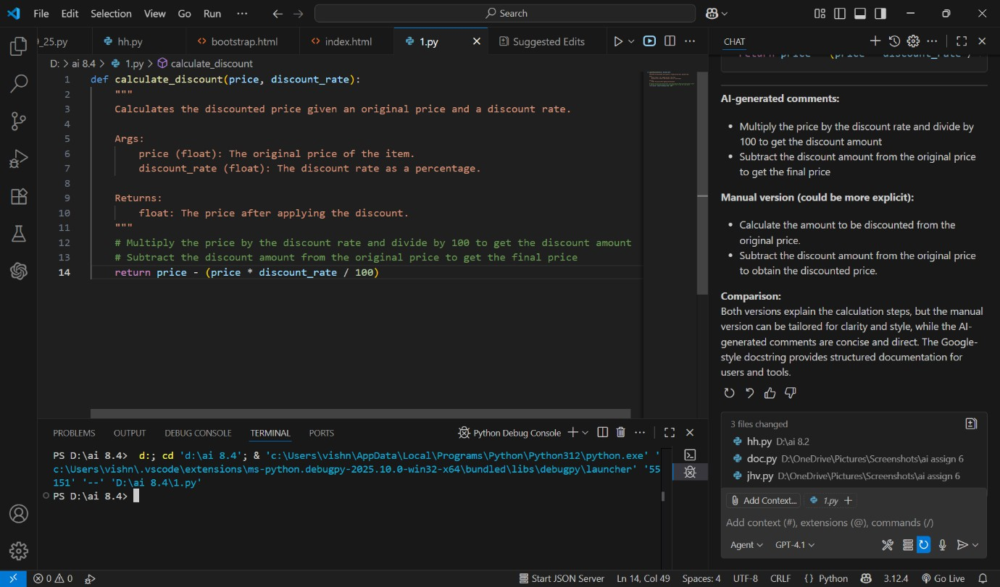 File Edit Selection View Go Run ··· Search
_25.py hh.py bootstrap.html index.html 1.py Suggested Edits
D: > ai 8.4 > 1.py > calculate_discount
1 def calculate_discount(price, discount_rate):
2 """
3 Calculates the discounted price given an original price and a discount rate.
4
5 Args:
6 price (float): The original price of the item.
7 discount_rate (float): The discount rate as a percentage.
8
9 Returns:
10 float: The price after applying the discount.
11 """
12 # Multiply the price by the discount rate and divide by 100 to get the discount amount
13 # Subtract the discount amount from the original price to get the final price
14 return price - (price * discount_rate / 100)
PROBLEMS OUTPUT DEBUG CONSOLE TERMINAL PORTS Python Debug Console
PS D:\ai 8.4> d:; cd 'd:\ai 8.4'; & 'c:\Users\vishn\AppData\Local\Programs\Python\Python312\python.exe' '
c:\Users\vishn\.vscode\extensions\ms-python.debugpy-2025.10.0-win32-x64\bundled\libs\debugpy\launcher' '55
151' '--' 'D:\ai 8.4\1.py'
PS D:\ai 8.4>
CHAT
return price - (price * discount_rate /
AI-generated comments:
• Multiply the price by the discount rate and divide by
100 to get the discount amount
• Subtract the discount amount from the original price
to get the final price
Manual version (could be more explicit):
• Calculate the amount to be discounted from the
original price.
• Subtract the discount amount from the original price
to obtain the discounted price.
Comparison:
Both versions explain the calculation steps, but the manual
version can be tailored for clarity and style, while the AI-
generated comments are concise and direct. The Google-
style docstring provides structured documentation for
users and tools.
3 files changed
hh.py D:\ai 8.2
doc.py D:\OneDrive\Pictures\Screenshots\ai assign 6
jhv.py D:\OneDrive\Pictures\Screenshots\ai assign 6
Add Context... 1.py +
Add context (#), extensions (@), commands (/)
Agent GPT-4.1
0 0 Start JSON Server Ln 14, Col 49 Spaces: 4 UTF-8 CRLF {} Python 3.12.4 Go Live